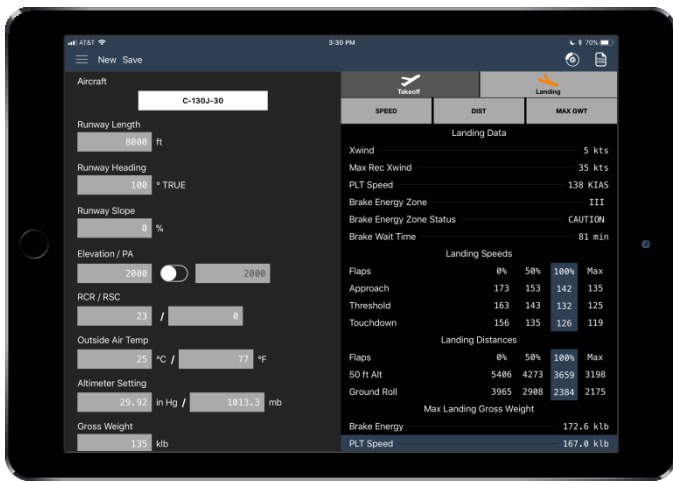 AT&T 3:30 PM 70%
New Save
Aircraft
C-130J-30
Runway Length
8000 ft
Runway Heading
100 ° TRUE
Runway Slope
0 %
Elevation / PA
2000 2000
RCR / RSC
23 / 0
Outside Air Temp
25 °C / 77 °F
Altimeter Setting
29.92 in Hg / 1013.3 mb
Gross Weight
135 klb
Takeoff Landing
SPEED DIST MAX GWT
Landing Data
Xwind 5 kts
Max Rec Xwind 35 kts
PLT Speed 138 KIAS
Brake Energy Zone III
Brake Energy Zone Status CAUTION
Brake Wait Time 81 min
Landing Speeds
Flaps 0% 50% 100% Max
Approach 173 153 142 135
Threshold 163 143 132 125
Touchdown 156 135 126 119
Landing Distances
Flaps 0% 50% 100% Max
50 ft Alt 5406 4273 3659 3198
Ground Roll 3965 2908 2384 2175
Max Landing Gross Weight
Brake Energy 172.6 klb
PLT Speed 167.0 klb